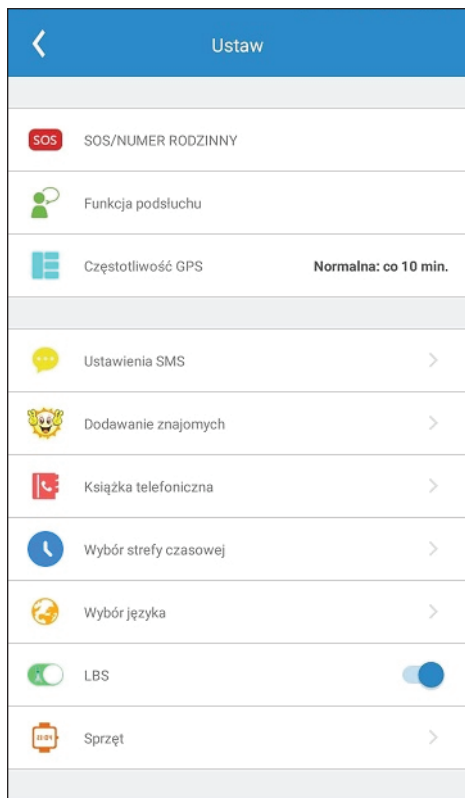 Ustaw
SOS SOS/NUMER RODZINNY
Funkcja podsłuchu
Częstotliwość GPS Normalna: co 10 min.
Ustawienia SMS
Dodawanie znajomych
Książka telefoniczna
Wybór strefy czasowej
Wybór języka
LBS
Sprzęt